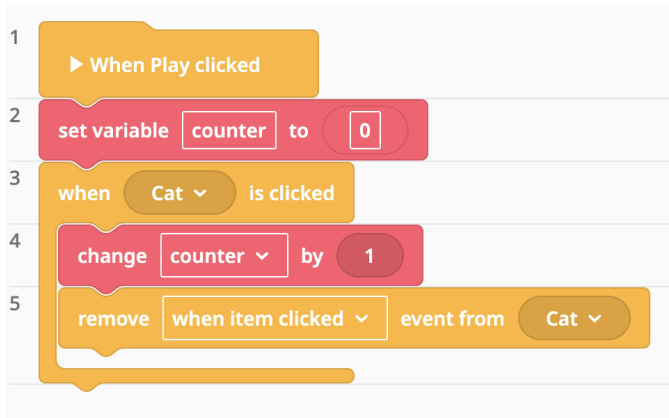 1
When Play clicked
2
set variable counter to 0
3
when Cat is clicked
4
change counter by 1
5
remove when item clicked event from Cat